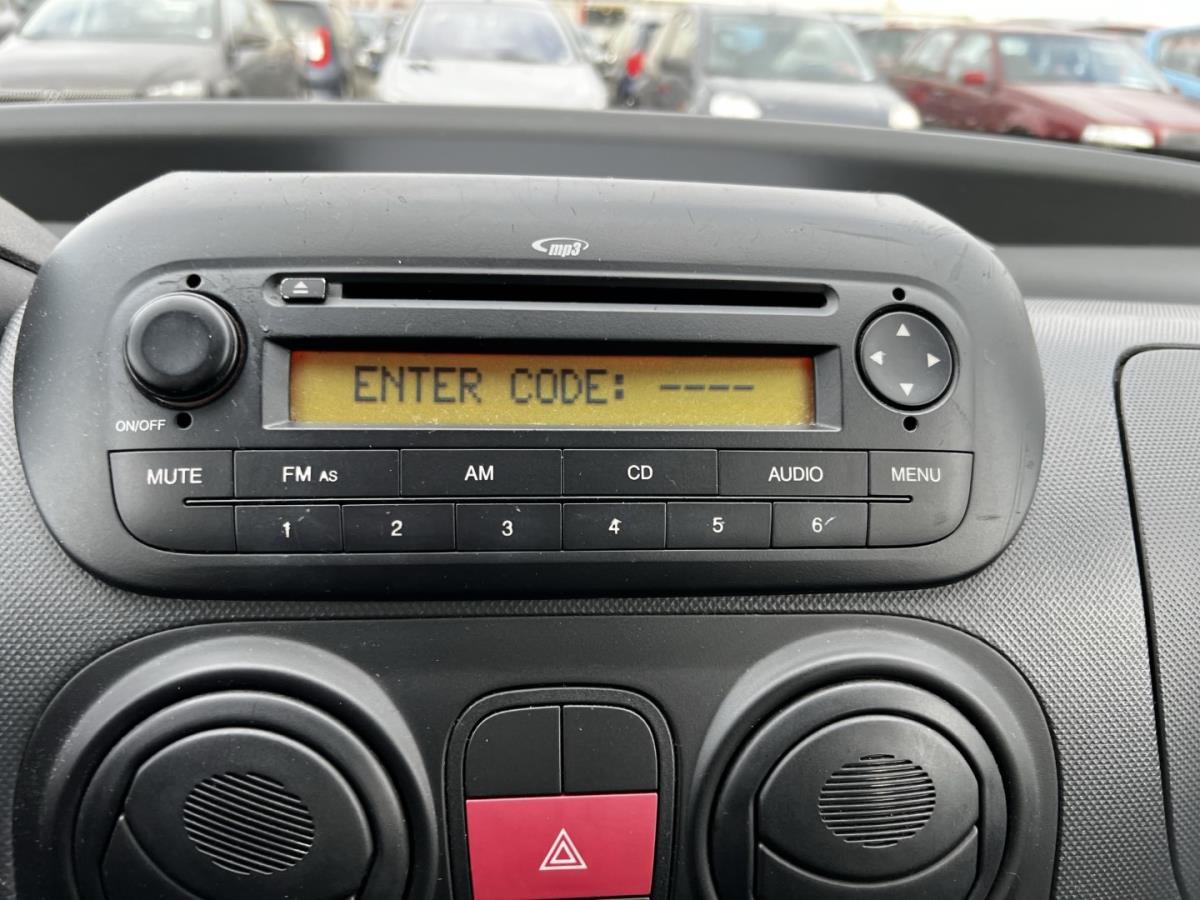 mp3
ENTER CODE: ----
ON/OFF
MUTE FM AS AM CD AUDIO MENU
1 2 3 4 5 6